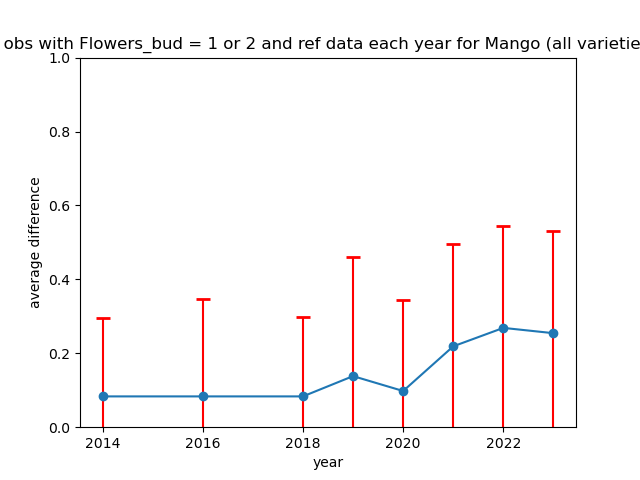 obs with Flowers_bud = 1 or 2 and ref data each year for Mango (all varietie
1.0
0.8
0.6
0.4
0.2
0.0
average difference
2014 2016 2018 2020 2022
year